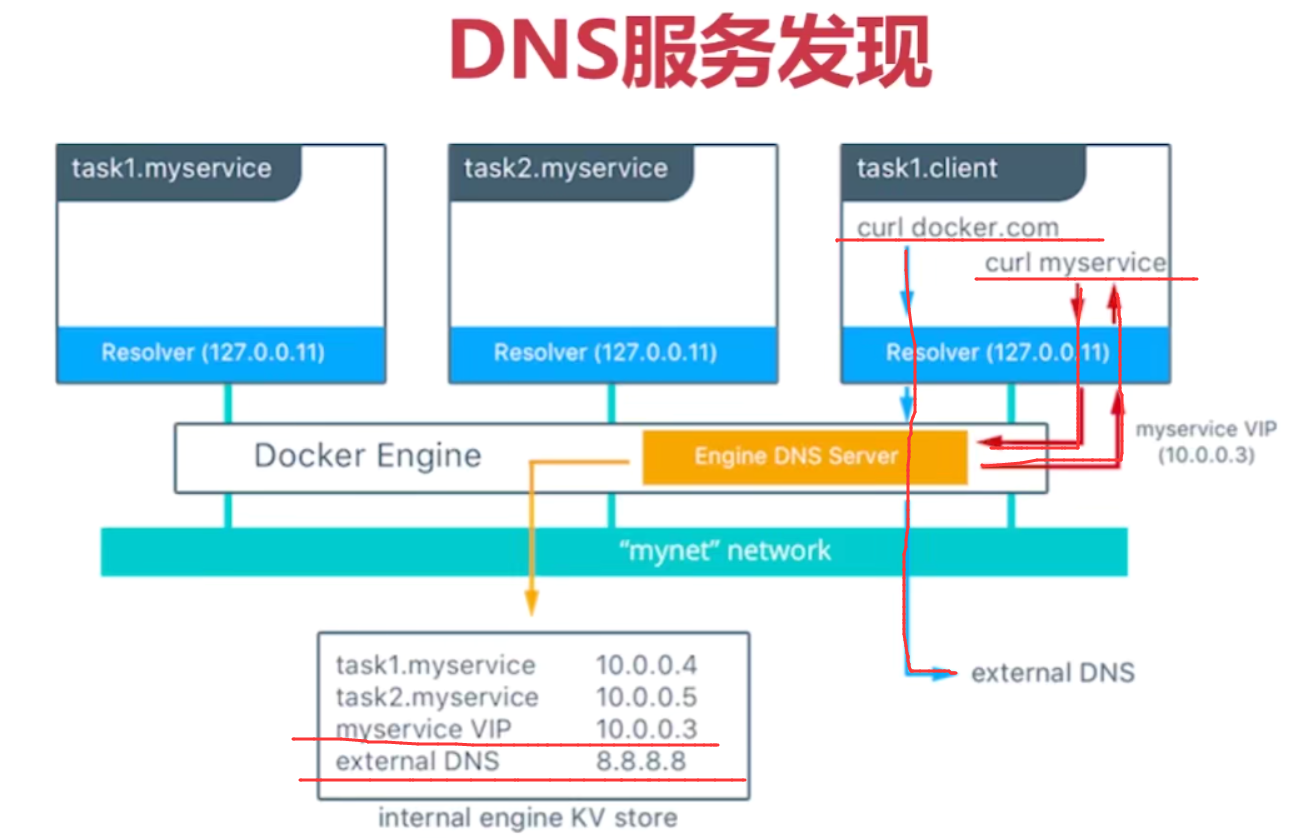 DNS服务发现
task1.myservice
task2.myservice
task1.client
curl docker.com
curl myservice
Resolver (127.0.0.11)
Resolver (127.0.0.11)
Resolver (127.0.0.11)
Docker Engine
Engine DNS Server
myservice VIP
(10.0.0.3)
“mynet” network
task1.myservice 10.0.0.4
task2.myservice 10.0.0.5
myservice VIP 10.0.0.3
external DNS 8.8.8.8
external DNS
internal engine KV store